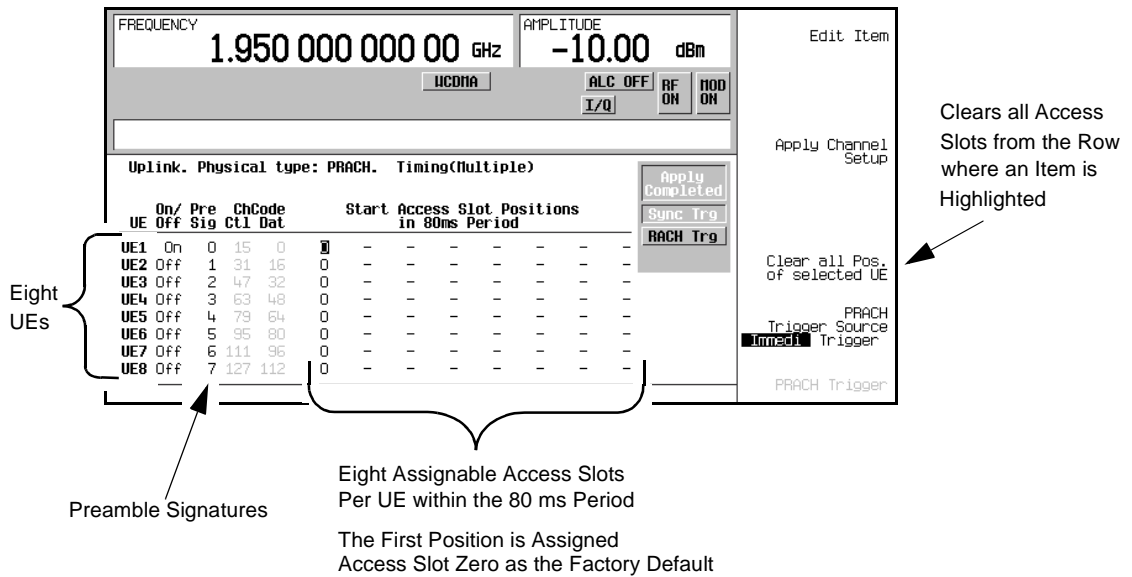 FREQUENCY
1.950 000 000 00 GHz
AMPLITUDE
-10.00 dBm
WCDMA
ALC OFF
I/Q
RF ON
MOD ON
Uplink. Physical type: PRACH. Timing(Multiple)
Apply Completed
Sync Trg
RACH Trg
On/ Pre ChCode Start Access Slot Positions
UE Off Sig Ctl Dat in 80ms Period
UE1 On 0 15 0 0 - - - - - - -
UE2 Off 1 31 16 0 - - - - - - -
UE3 Off 2 47 32 0 - - - - - - -
UE4 Off 3 63 48 0 - - - - - - -
UE5 Off 4 79 64 0 - - - - - - -
UE6 Off 5 95 80 0 - - - - - - -
UE7 Off 6 111 96 0 - - - - - - -
UE8 Off 7 127 112 0 - - - - - - -
Edit Item
Apply Channel
Setup
Clear all Pos.
of selected UE
PRACH
Trigger Source
Immedi Trigger
PRACH Trigger
Clears all Access
Slots from the Row
where an Item is
Highlighted
Eight
UEs
Preamble Signatures
Eight Assignable Access Slots
Per UE within the 80 ms Period
The First Position is Assigned
Access Slot Zero as the Factory Default